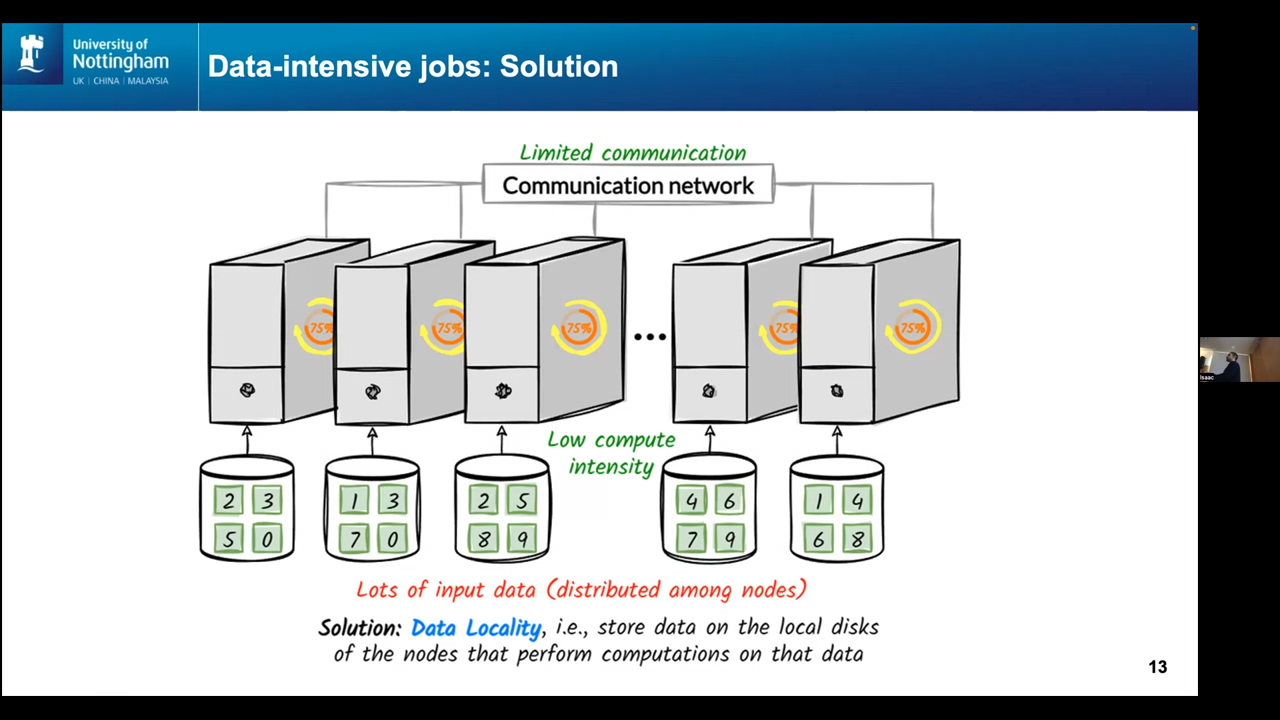 University of
Nottingham
UK | CHINA | MALAYSIA
Data-intensive jobs: Solution
Limited communication
Communication network
75% 75% 75% ... 75% 75%
Low compute
intensity
2 3 1 3 2 5 4 6 1 4
5 0 7 0 8 9 7 9 6 8
Lots of input data (distributed among nodes)
Solution: Data Locality, i.e., store data on the local disks
of the nodes that perform computations on that data
13
Isaac